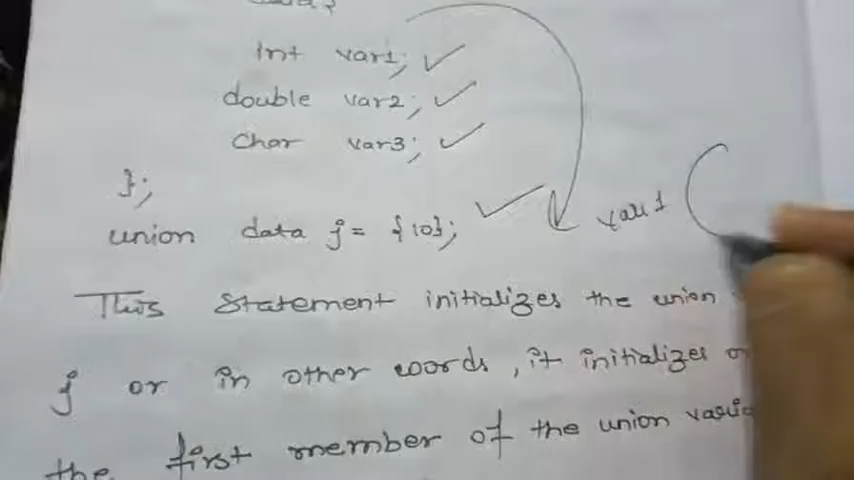 int var1;
double var2;
char var3;
};
union data j = {10};
var1
This statement initializes the union
j or in other words, it initializes
the first member of the union